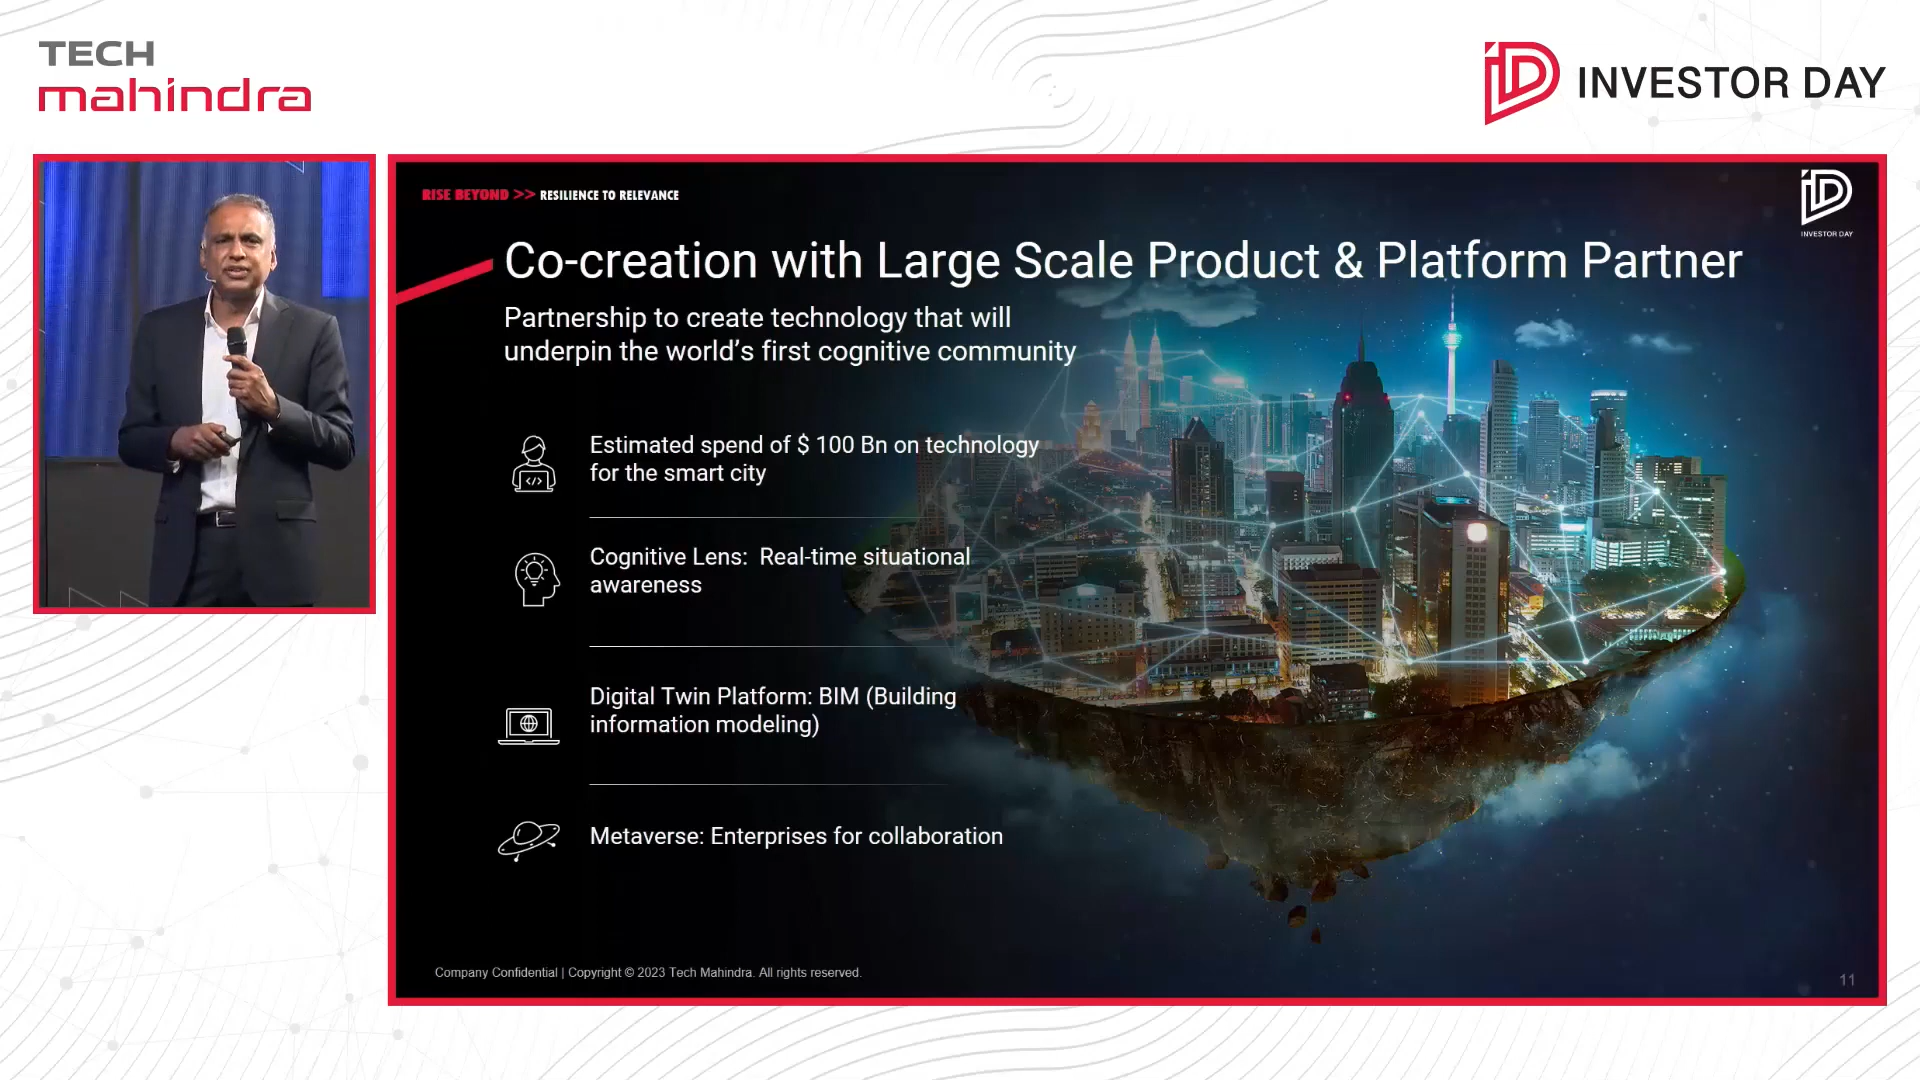 TECH
mahindra
INVESTOR DAY
RISE BEYOND >> RESILIENCE TO RELEVANCE
INVESTOR DAY
Co-creation with Large Scale Product & Platform Partner
Partnership to create technology that will
underpin the world’s first cognitive community
Estimated spend of $ 100 Bn on technology
for the smart city
Cognitive Lens:  Real-time situational
awareness
Digital Twin Platform: BIM (Building
information modeling)
Metaverse: Enterprises for collaboration
Company Confidential | Copyright © 2023 Tech Mahindra. All rights reserved.
11